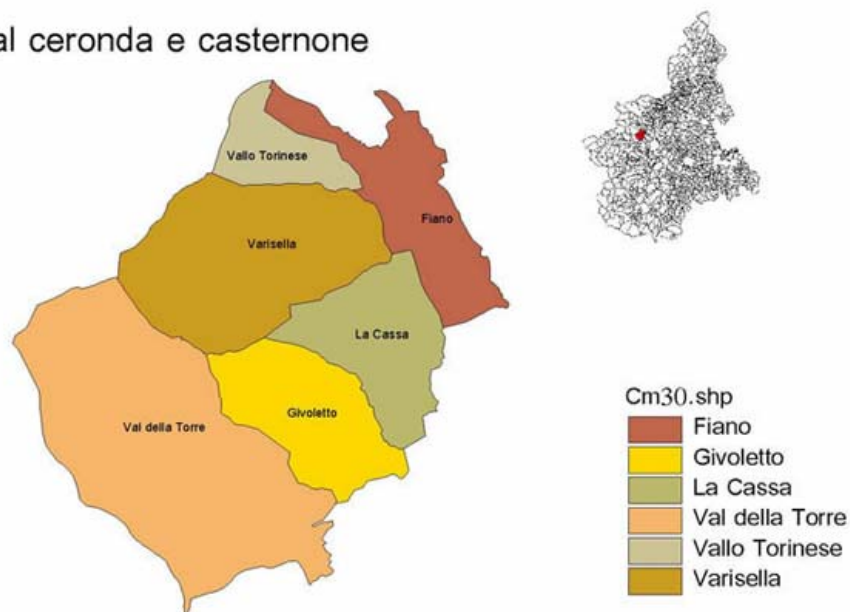 al ceronda e casternone
Vallo Torinese
Fiano
Varisella
La Cassa
Givoletto
Val della Torre
Cm30.shp
Fiano
Givoletto
La Cassa
Val della Torre
Vallo Torinese
Varisella